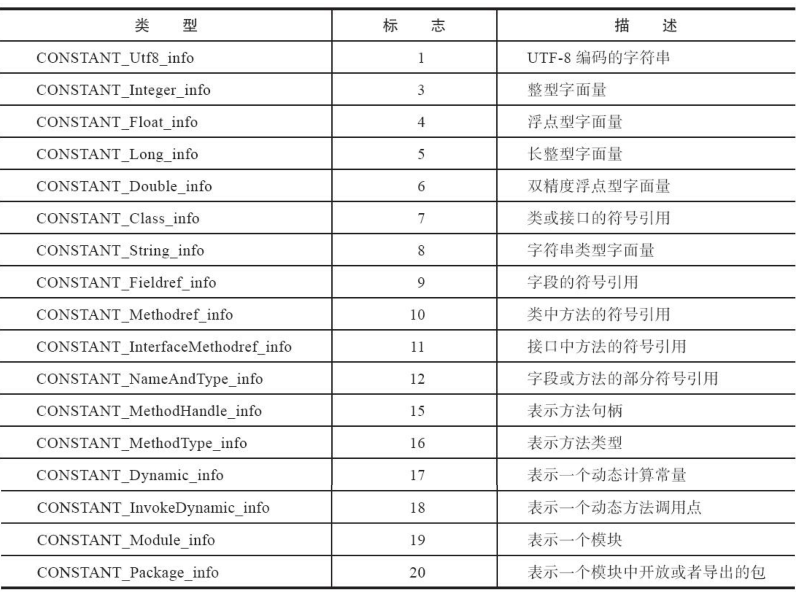 类 型 标 志 描 述
CONSTANT_Utf8_info 1 UTF-8 编码的字符串
CONSTANT_Integer_info 3 整型字面量
CONSTANT_Float_info 4 浮点型字面量
CONSTANT_Long_info 5 长整型字面量
CONSTANT_Double_info 6 双精度浮点型字面量
CONSTANT_Class_info 7 类或接口的符号引用
CONSTANT_String_info 8 字符串类型字面量
CONSTANT_Fieldref_info 9 字段的符号引用
CONSTANT_Methodref_info 10 类中方法的符号引用
CONSTANT_InterfaceMethodref_info 11 接口中方法的符号引用
CONSTANT_NameAndType_info 12 字段或方法的部分符号引用
CONSTANT_MethodHandle_info 15 表示方法句柄
CONSTANT_MethodType_info 16 表示方法类型
CONSTANT_Dynamic_info 17 表示一个动态计算常量
CONSTANT_InvokeDynamic_info 18 表示一个动态方法调用点
CONSTANT_Module_info 19 表示一个模块
CONSTANT_Package_info 20 表示一个模块中开放或者导出的包